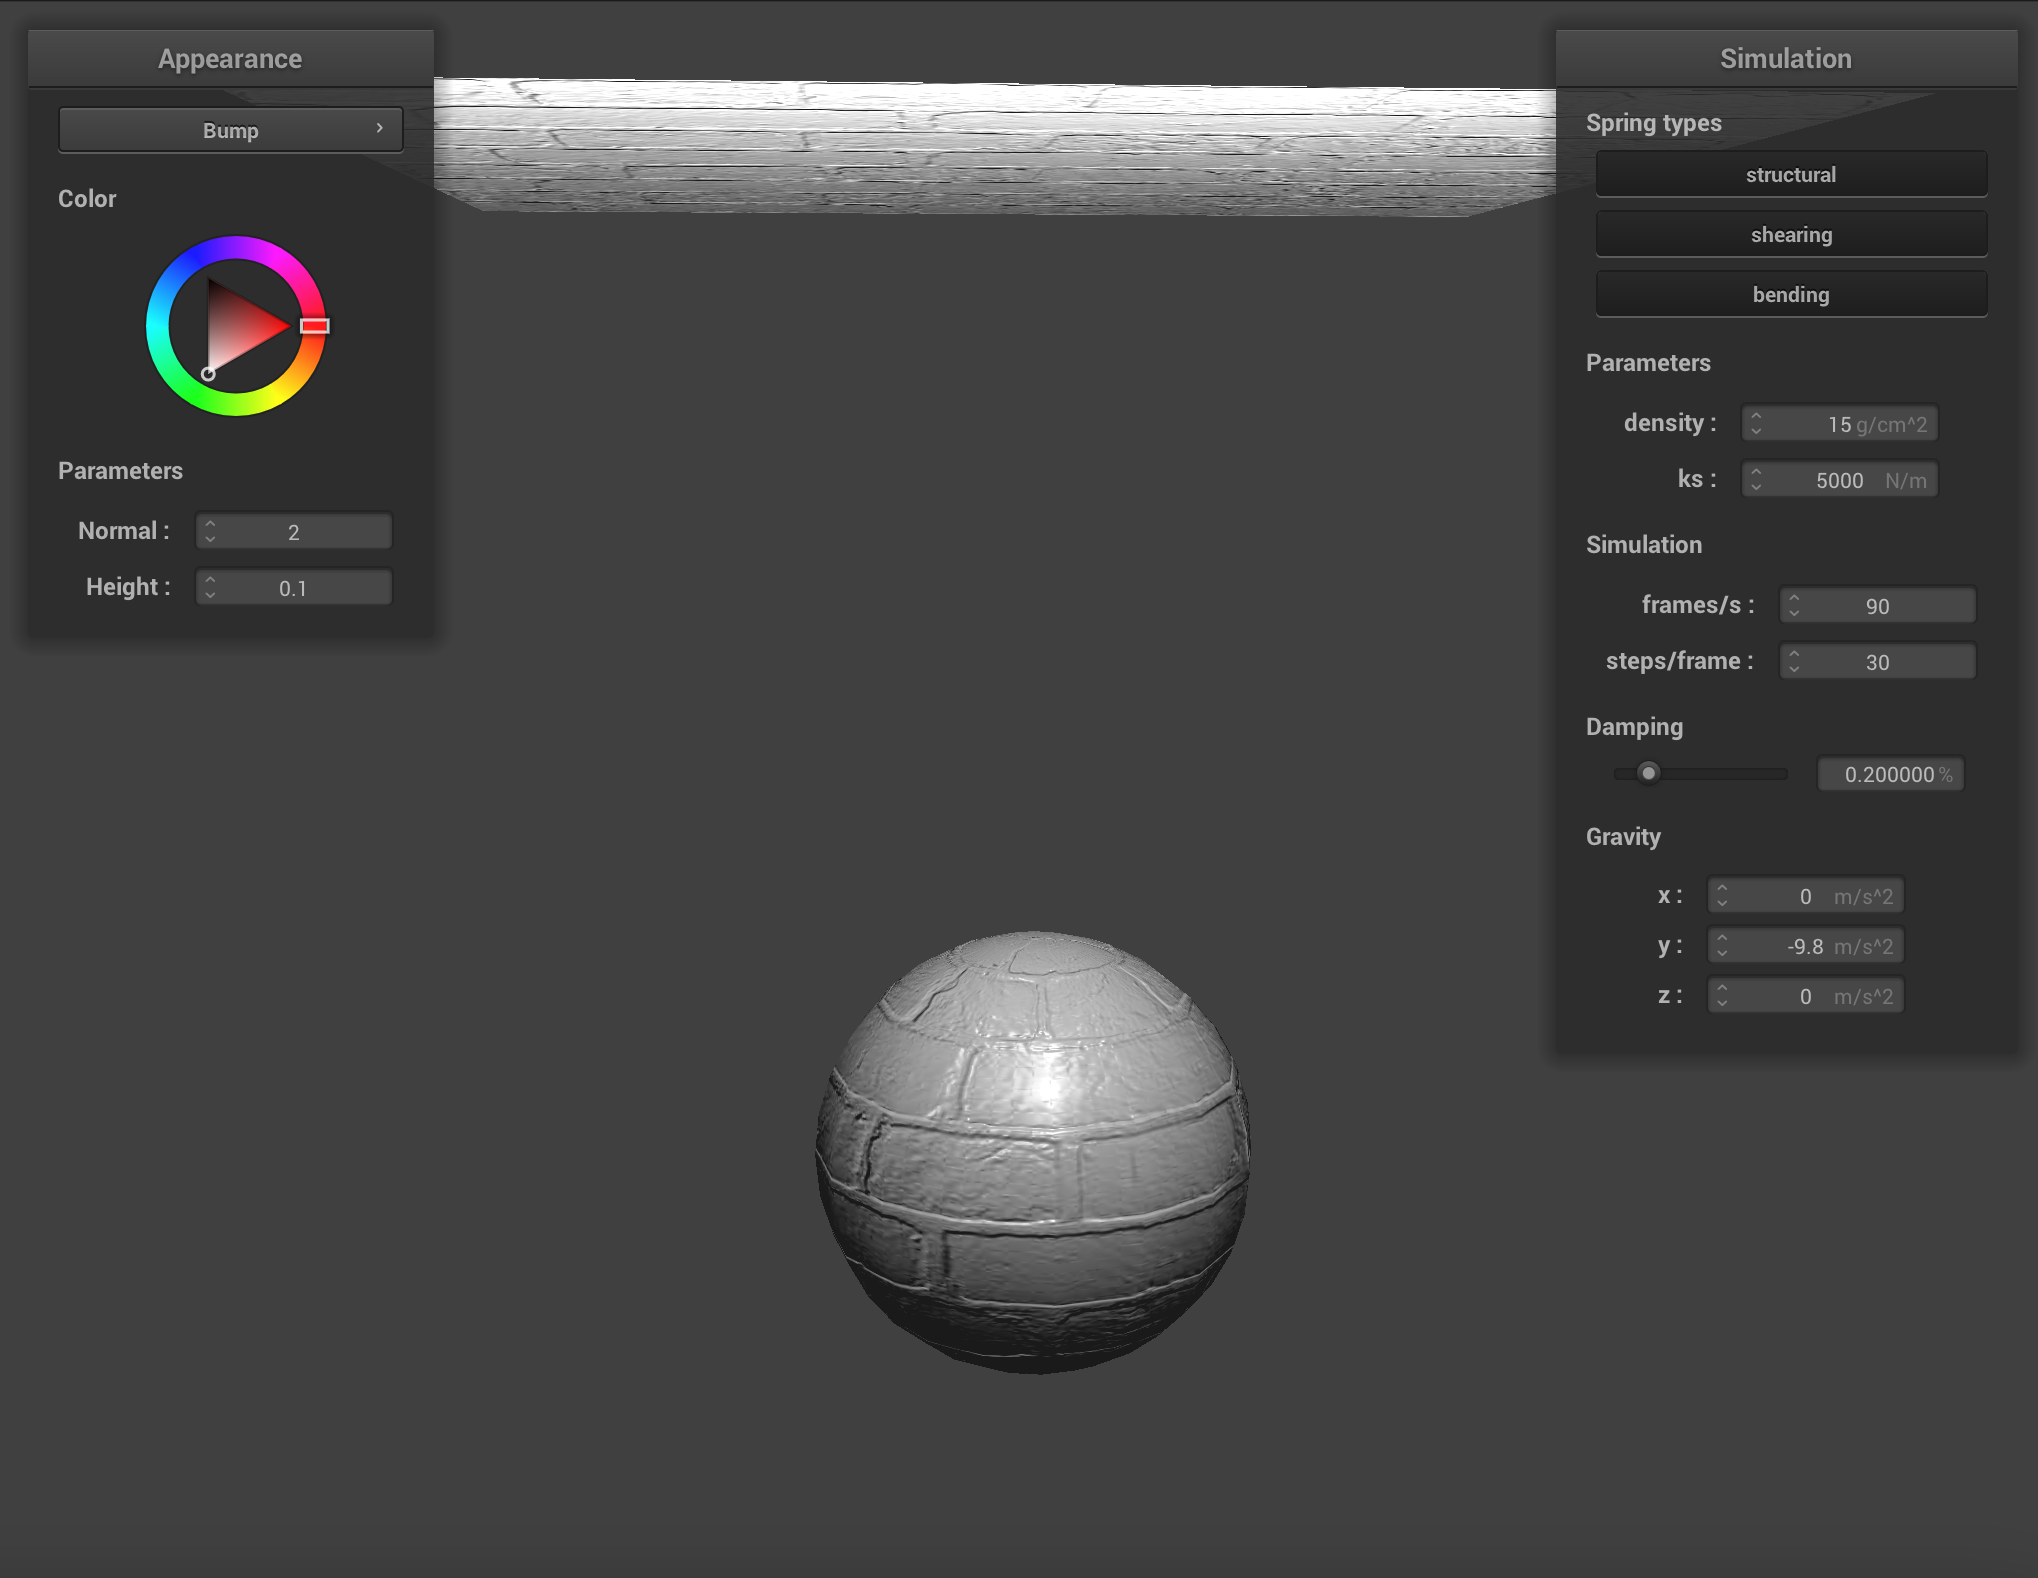 Appearance
Bump
Color
Parameters
Normal : 2
Height : 0.1
Simulation
Spring types
structural
shearing
bending
Parameters
density : 15 g/cm^2
ks : 5000 N/m
Simulation
frames/s : 90
steps/frame : 30
Damping
0.200000 %
Gravity
x : 0 m/s^2
y : -9.8 m/s^2
z : 0 m/s^2